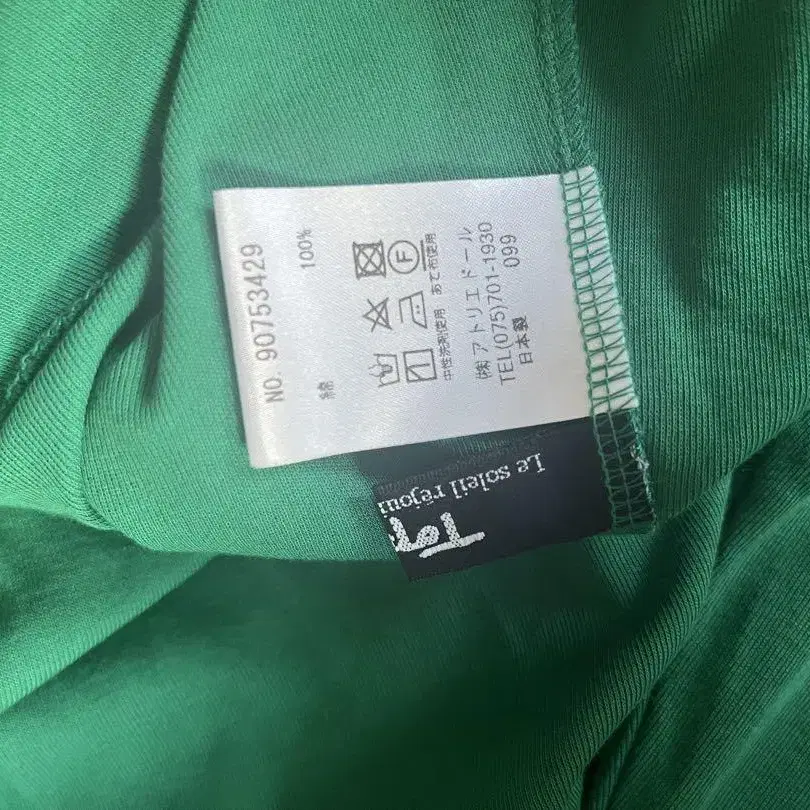 NO. 90753429
綿 100%
中性洗剤使用 あて布使用
F
(株)アトリエドール
TEL(075)701-1930
099
日本製
Le soleil réjoui